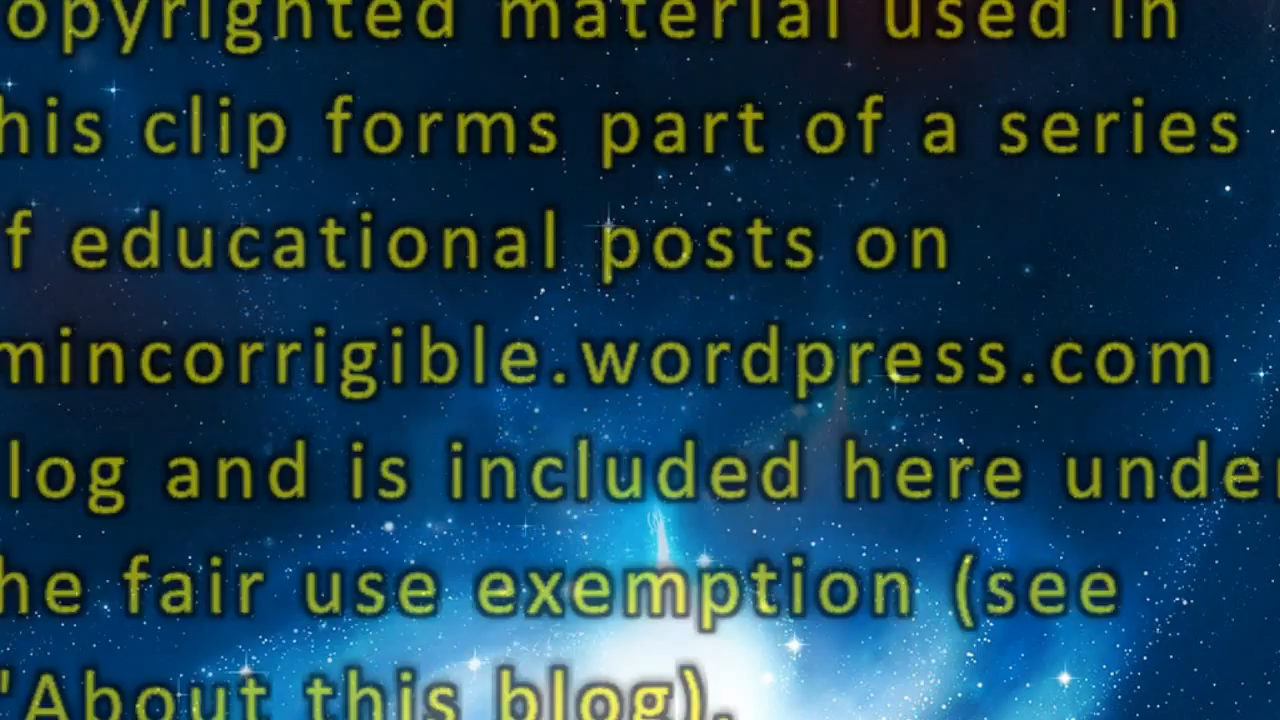 opyrighted material used in
his clip forms part of a series
f educational posts on
mincorrigible.wordpress.com
log and is included here under
he fair use exemption (see
"About this blog).